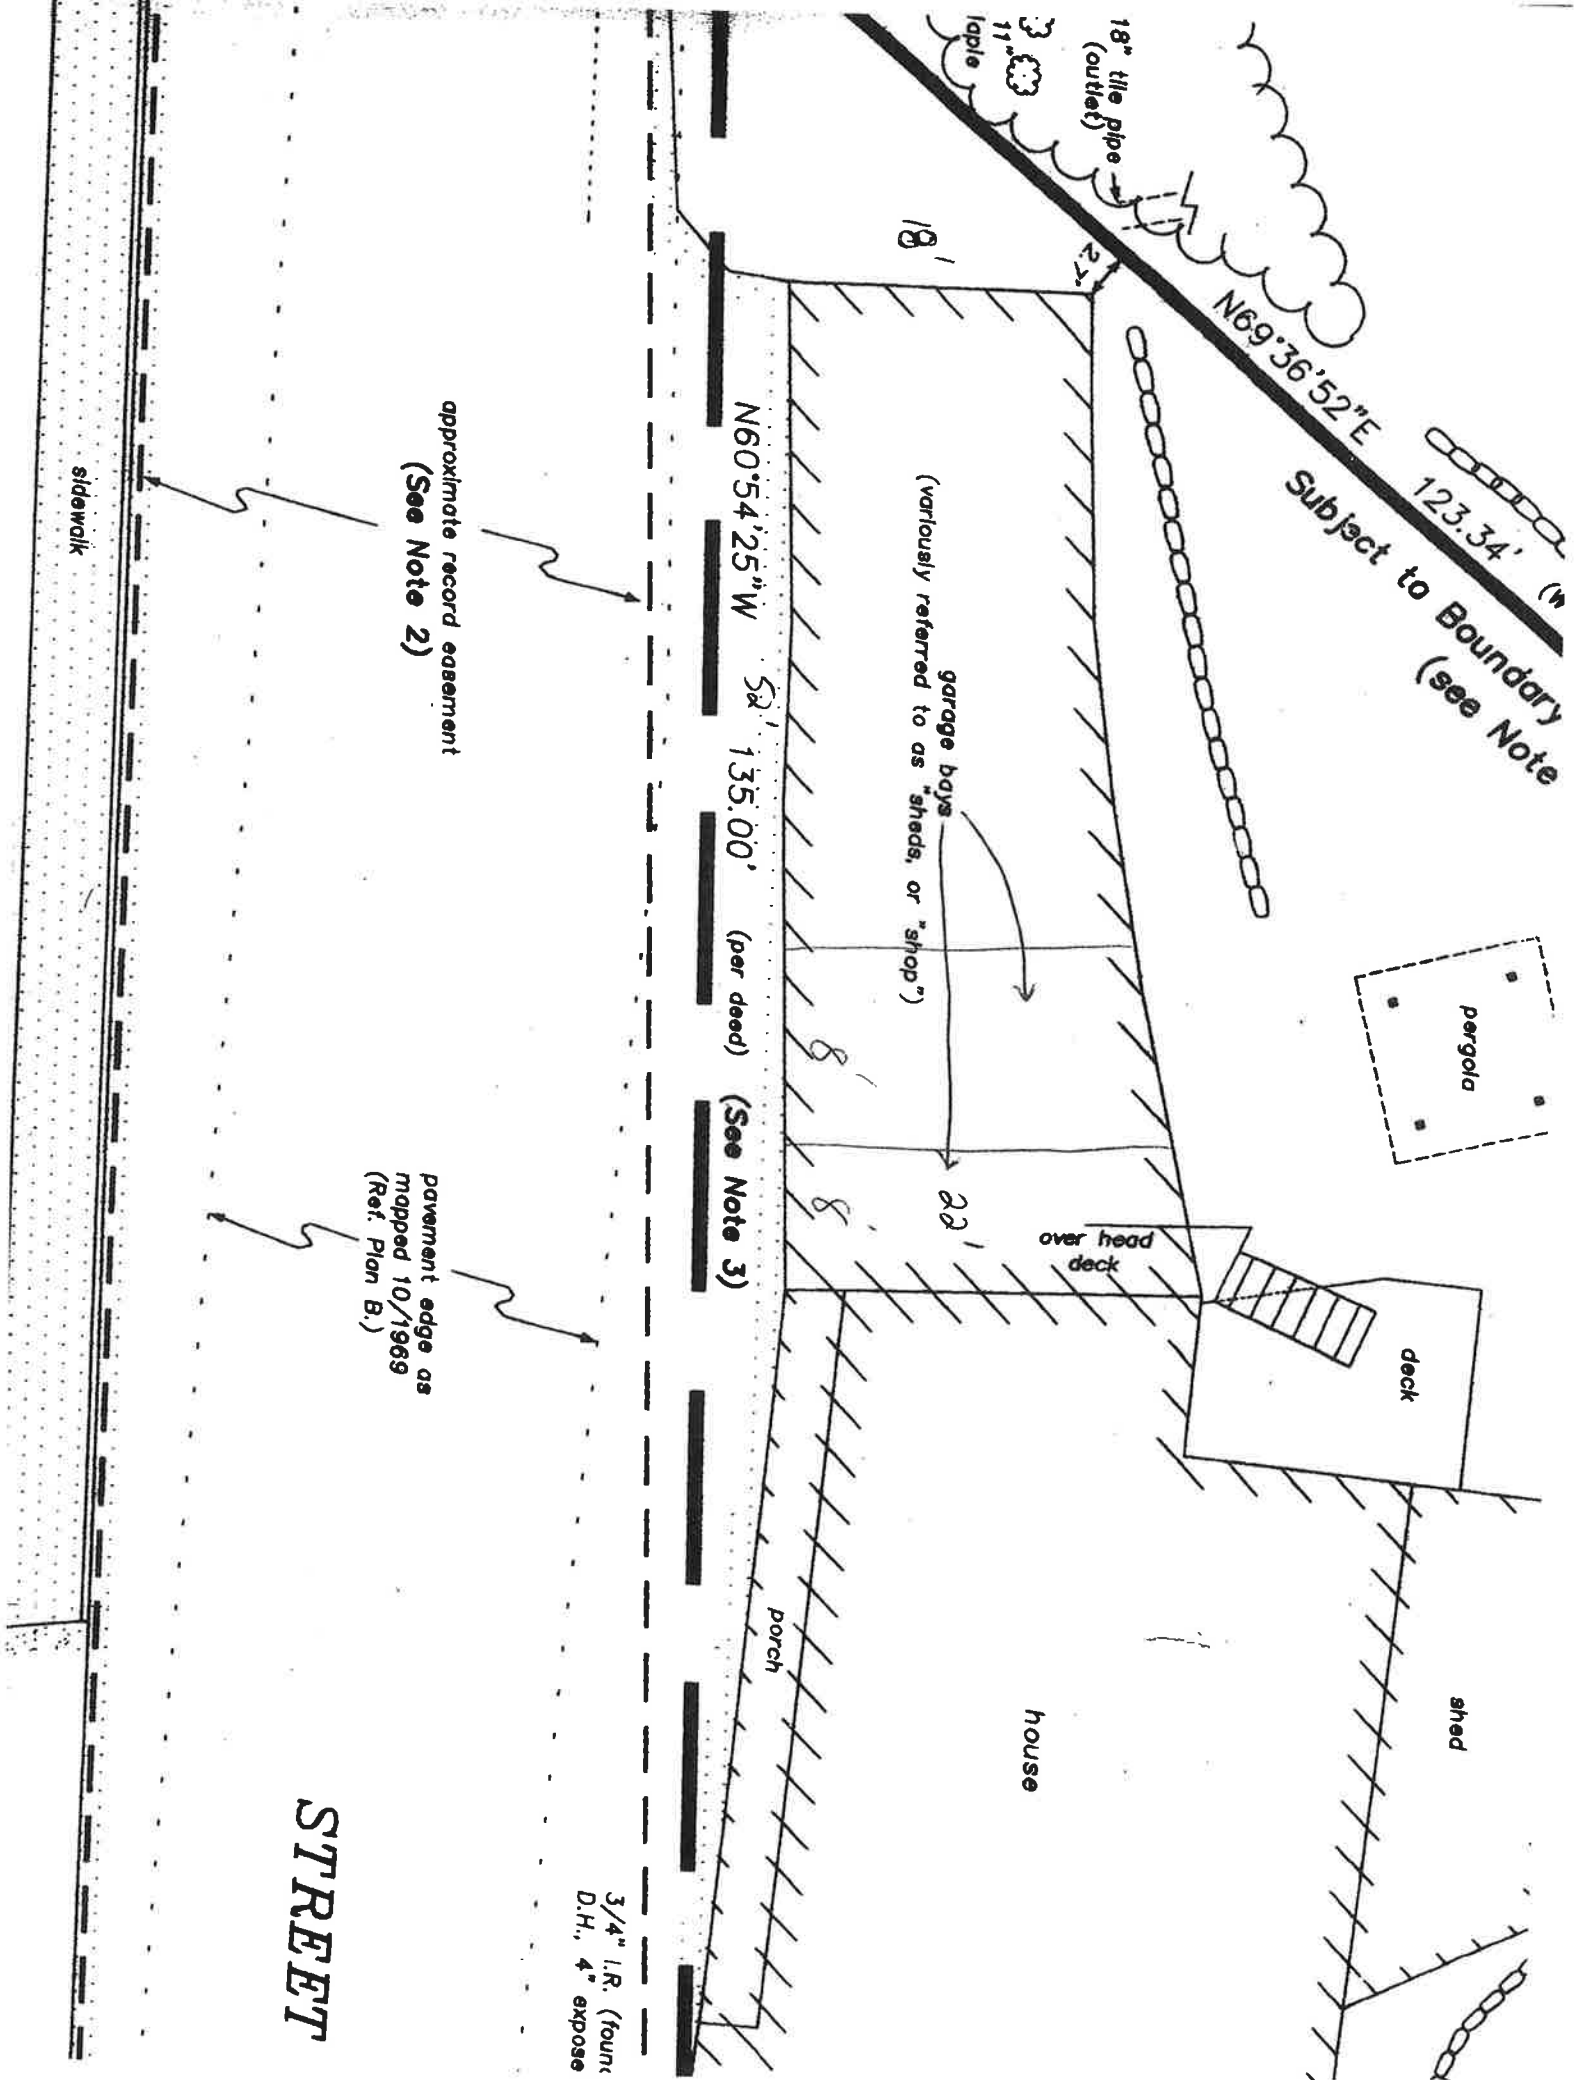 18" tile pipe
(outlet)
11"
aple
2.7'
18'
N69°36'52"E
123.34'
Subject to Boundary
(see Note
pergola
garage bays
(variously referred to as "sheds, or "shop")
8'
8'
22'
over head
deck
deck
N60°54'25"W 52' 135.00' (per deed) (See Note 3)
approximate record easement
(See Note 2)
sidewalk
pavement edge as
mapped 10/1969
(Ref. Plan B.)
porch
house
shed
STREET
3/4" I.R. (foun
D.H., 4" expose